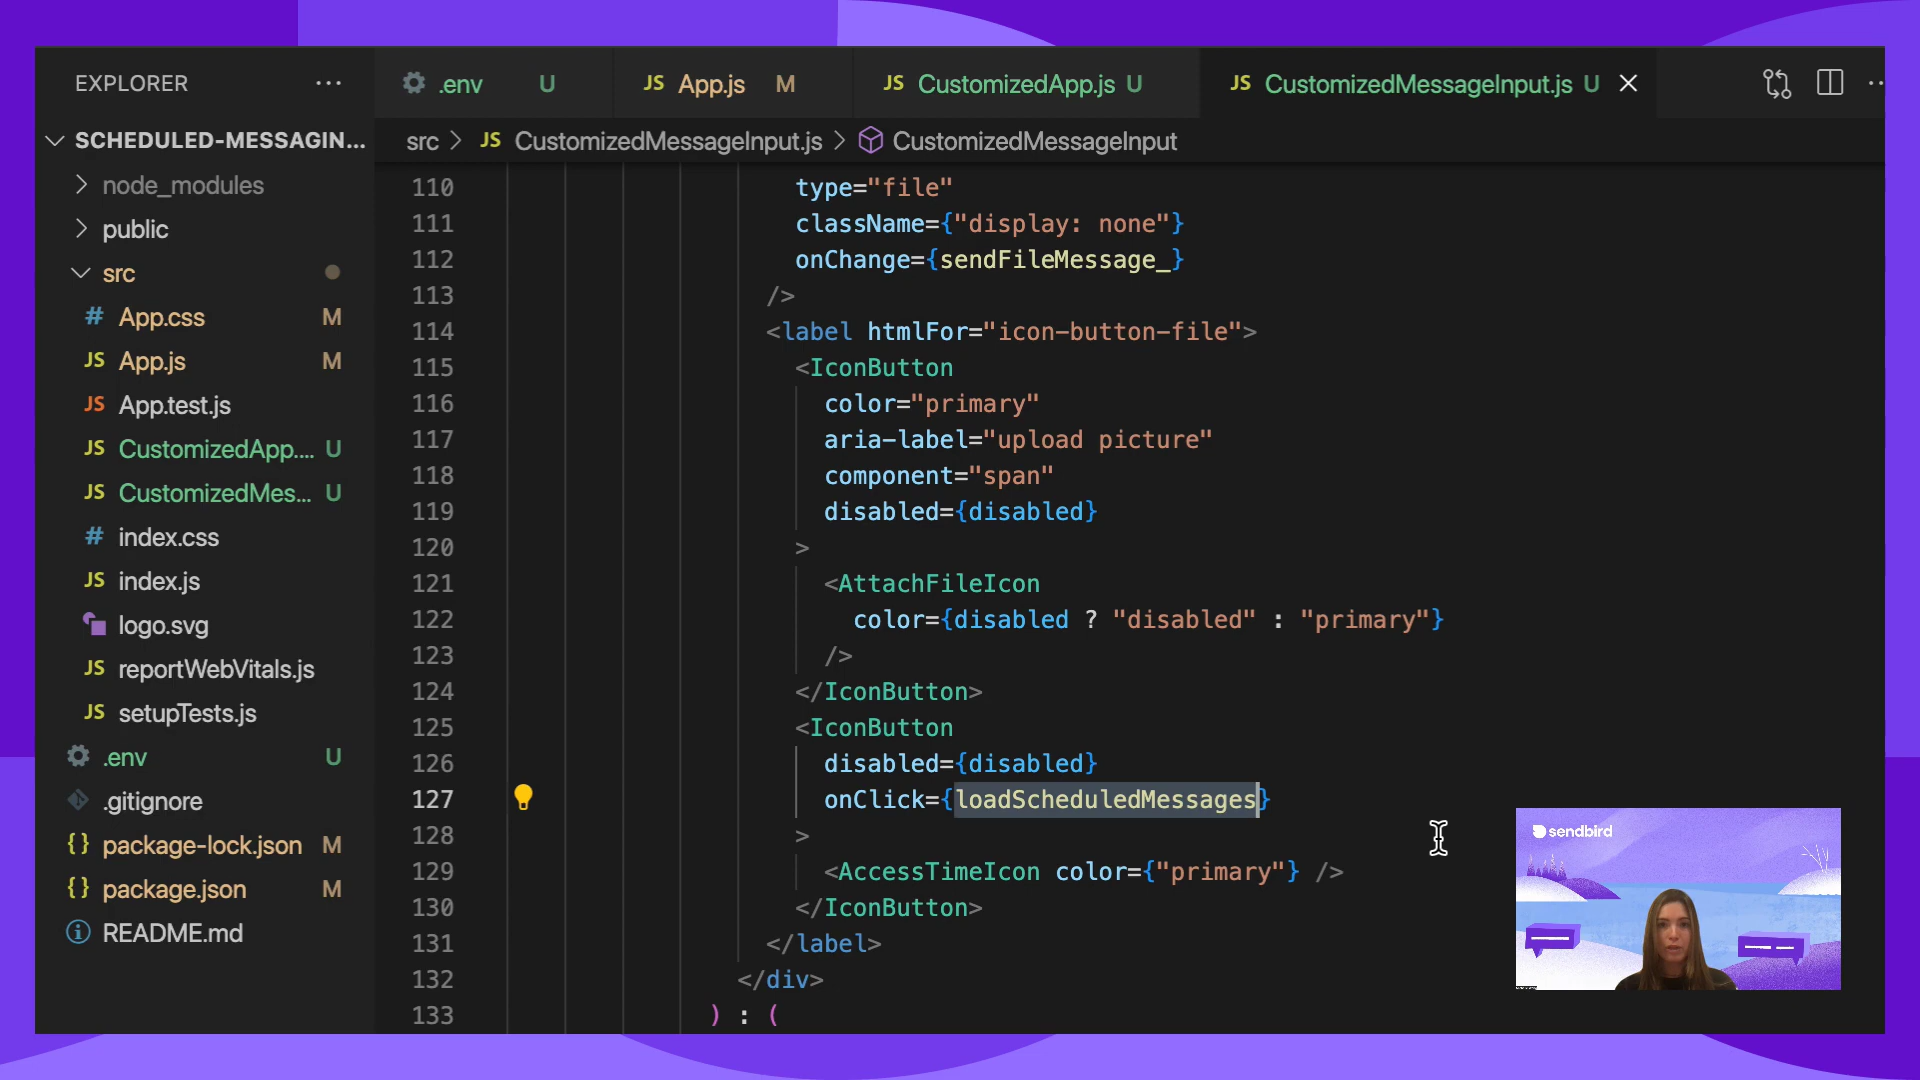 EXPLORER ...
SCHEDULED-MESSAGIN...
node_modules
public
src
App.css M
App.js M
App.test.js
CustomizedApp.... U
CustomizedMes... U
index.css
index.js
logo.svg
reportWebVitals.js
setupTests.js
.env U
.gitignore
package-lock.json M
package.json M
README.md
.env U
JS App.js M
JS CustomizedApp.js U
JS CustomizedMessageInput.js U
src > JS CustomizedMessageInput.js > CustomizedMessageInput
110 type="file"
111 className={"display: none"}
112 onChange={sendFileMessage_}
113 />
114 <label htmlFor="icon-button-file">
115 <IconButton
116 color="primary"
117 aria-label="upload picture"
118 component="span"
119 disabled={disabled}
120 >
121 <AttachFileIcon
122 color={disabled ? "disabled" : "primary"}
123 />
124 </IconButton>
125 <IconButton
126 disabled={disabled}
127 onClick={loadScheduledMessages}
128 >
129 <AccessTimeIcon color={"primary"} />
130 </IconButton>
131 </label>
132 </div>
133 ) : (
sendbird